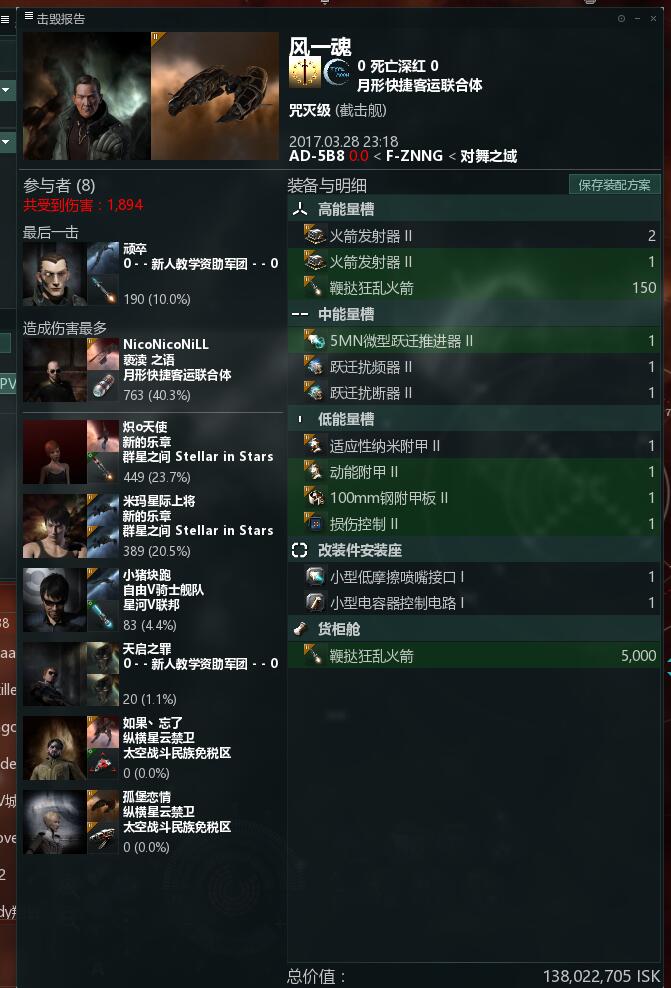 击毁报告
风一魂
0 死亡深红 0
月形快捷客运联合体
咒灭级 (截击舰)
2017.03.28 23:18
AD-5B8 0.0 < F-ZNNG < 对舞之域
参与者 (8)
共受到伤害：1,894
最后一击
顽卒
0 - - 新人教学资助军团 - - 0
190 (10.0%)
造成伤害最多
NicoNicoNiLL
亵渎 之语
月形快捷客运联合体
763 (40.3%)
炽o天使
新的乐章
群星之间 Stellar in Stars
449 (23.7%)
米玛星际上将
新的乐章
群星之间 Stellar in Stars
389 (20.5%)
小猪块跑
自由V骑士舰队
星河V联邦
83 (4.4%)
天启之罪
0 - - 新人教学资助军团 - - 0
20 (1.1%)
如果、忘了
纵横星云禁卫
太空战斗民族免税区
0 (0.0%)
孤堡恋情
纵横星云禁卫
太空战斗民族免税区
0 (0.0%)
装备与明细
保存装配方案
高能量槽
火箭发射器 II 2
火箭发射器 II 1
鞭挞狂乱火箭 150
中能量槽
5MN微型跃迁推进器 II 1
跃迁扰频器 II 1
跃迁扰断器 II 1
低能量槽
适应性纳米附甲 II 1
动能附甲 II 1
100mm钢附甲板 II 1
损伤控制 II 1
改装件安装座
小型低摩擦喷嘴接口 I 1
小型电容器控制电路 I 1
货柜舱
鞭挞狂乱火箭 5,000
总价值： 138,022,705 ISK